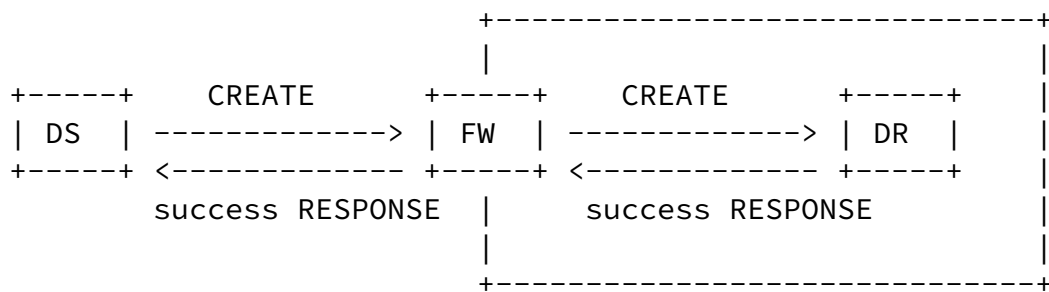 CREATE CREATE
DS FW DR
success RESPONSE success RESPONSE